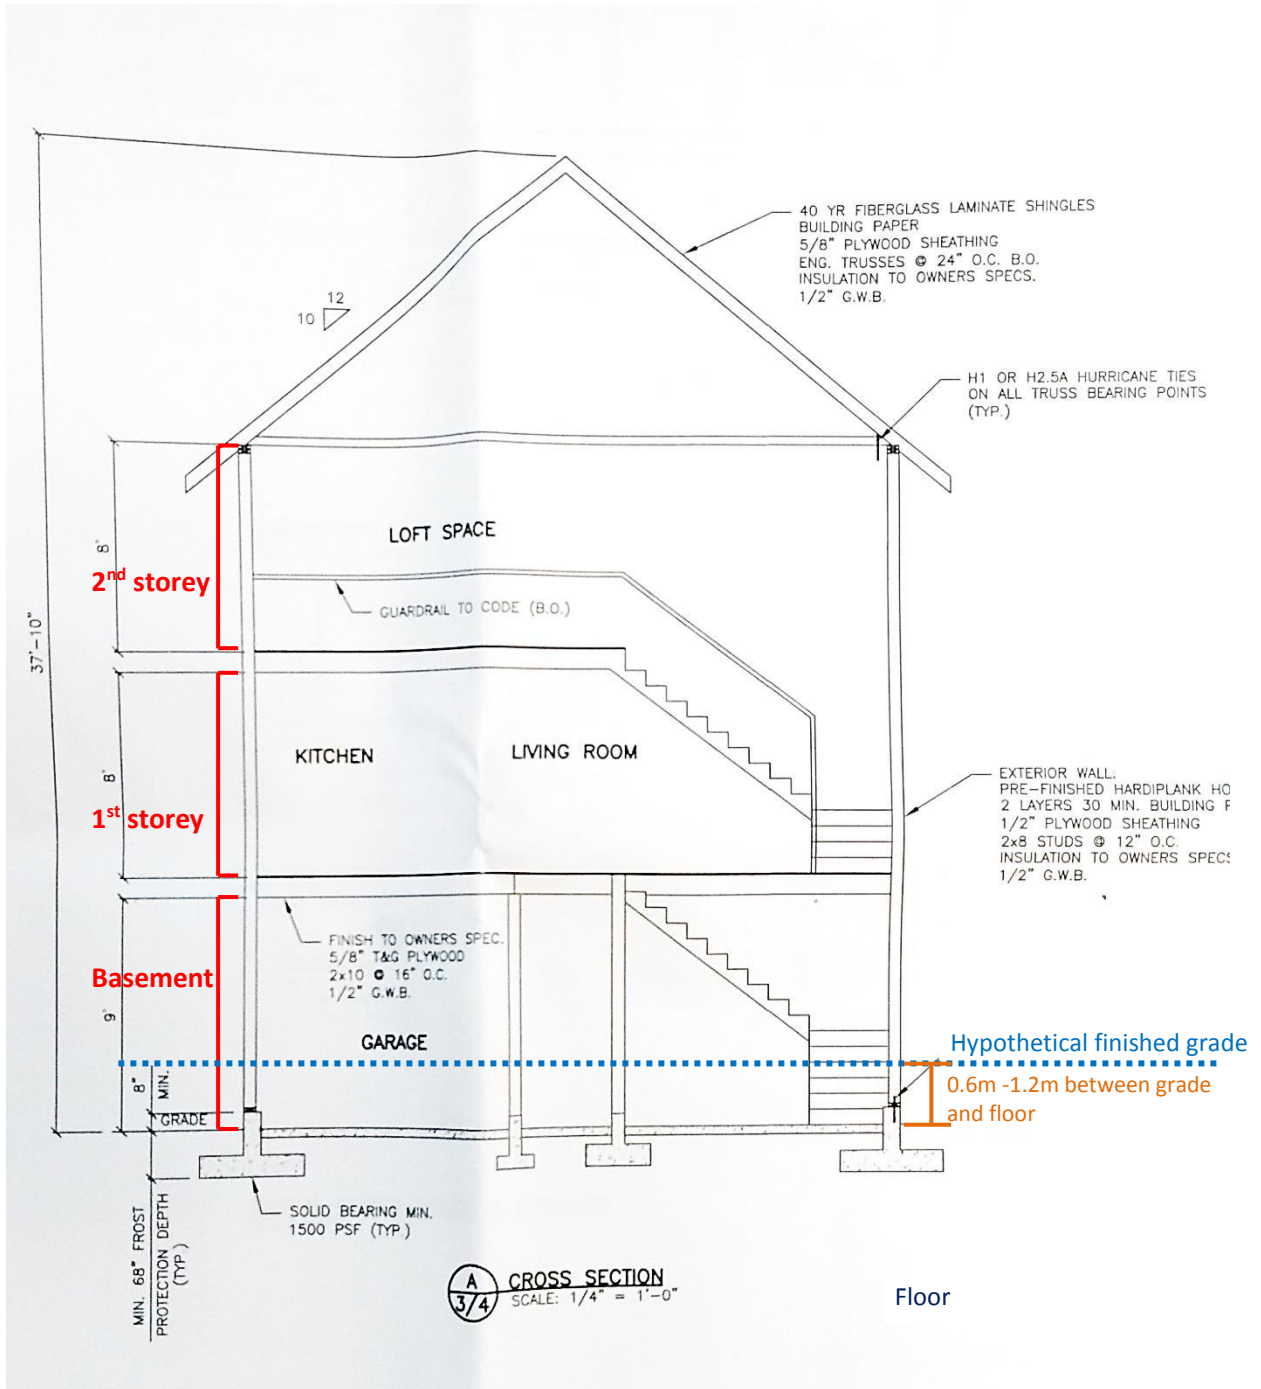 40 YR FIBERGLASS LAMINATE SHINGLES
BUILDING PAPER
5/8" PLYWOOD SHEATHING
ENG. TRUSSES @ 24" O.C. B.O.
INSULATION TO OWNERS SPECS.
1/2" G.W.B.
12
10
H1 OR H2.5A HURRICANE TIES
ON ALL TRUSS BEARING POINTS
(TYP.)
LOFT SPACE
8'
2nd storey
GUARDRAIL TO CODE (B.O.)
37'-10"
KITCHEN
LIVING ROOM
8'
1st storey
EXTERIOR WALL:
PRE-FINISHED HARDIPLANK HO
2 LAYERS 30 MIN. BUILDING P
1/2" PLYWOOD SHEATHING
2x8 STUDS @ 12" O.C.
INSULATION TO OWNERS SPECS
1/2" G.W.B.
FINISH TO OWNERS SPEC.
5/8" T&G PLYWOOD
2x10 @ 16" O.C.
1/2" G.W.B.
Basement
9'
GARAGE
Hypothetical finished grade
0.6m -1.2m between grade
and floor
8"
MIN.
GRADE
SOLID BEARING MIN.
1500 PSF (TYP.)
MIN. 68" FROST
PROTECTION DEPTH
(TYP.)
A
3/4
CROSS SECTION
SCALE: 1/4" = 1'-0"
Floor